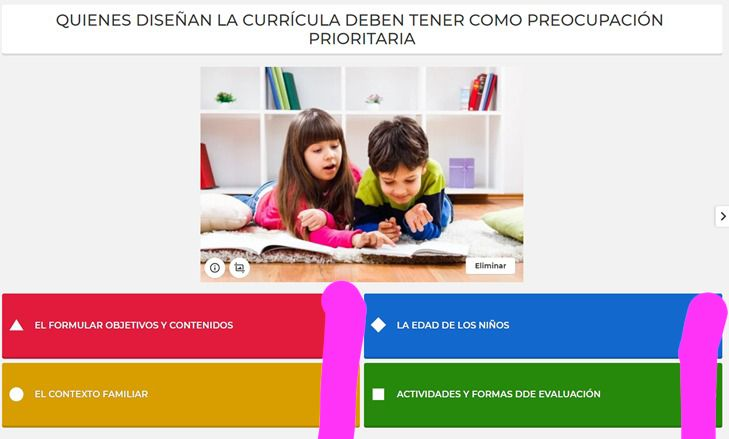 QUIENES DISEÑAN LA CURRÍCULA DEBEN TENER COMO PREOCUPACIÓN
PRIORITARIA
Eliminar
EL FORMULAR OBJETIVOS Y CONTENIDOS
LA EDAD DE LOS NIÑOS
EL CONTEXTO FAMILIAR
ACTIVIDADES Y FORMAS DDE EVALUACIÓN